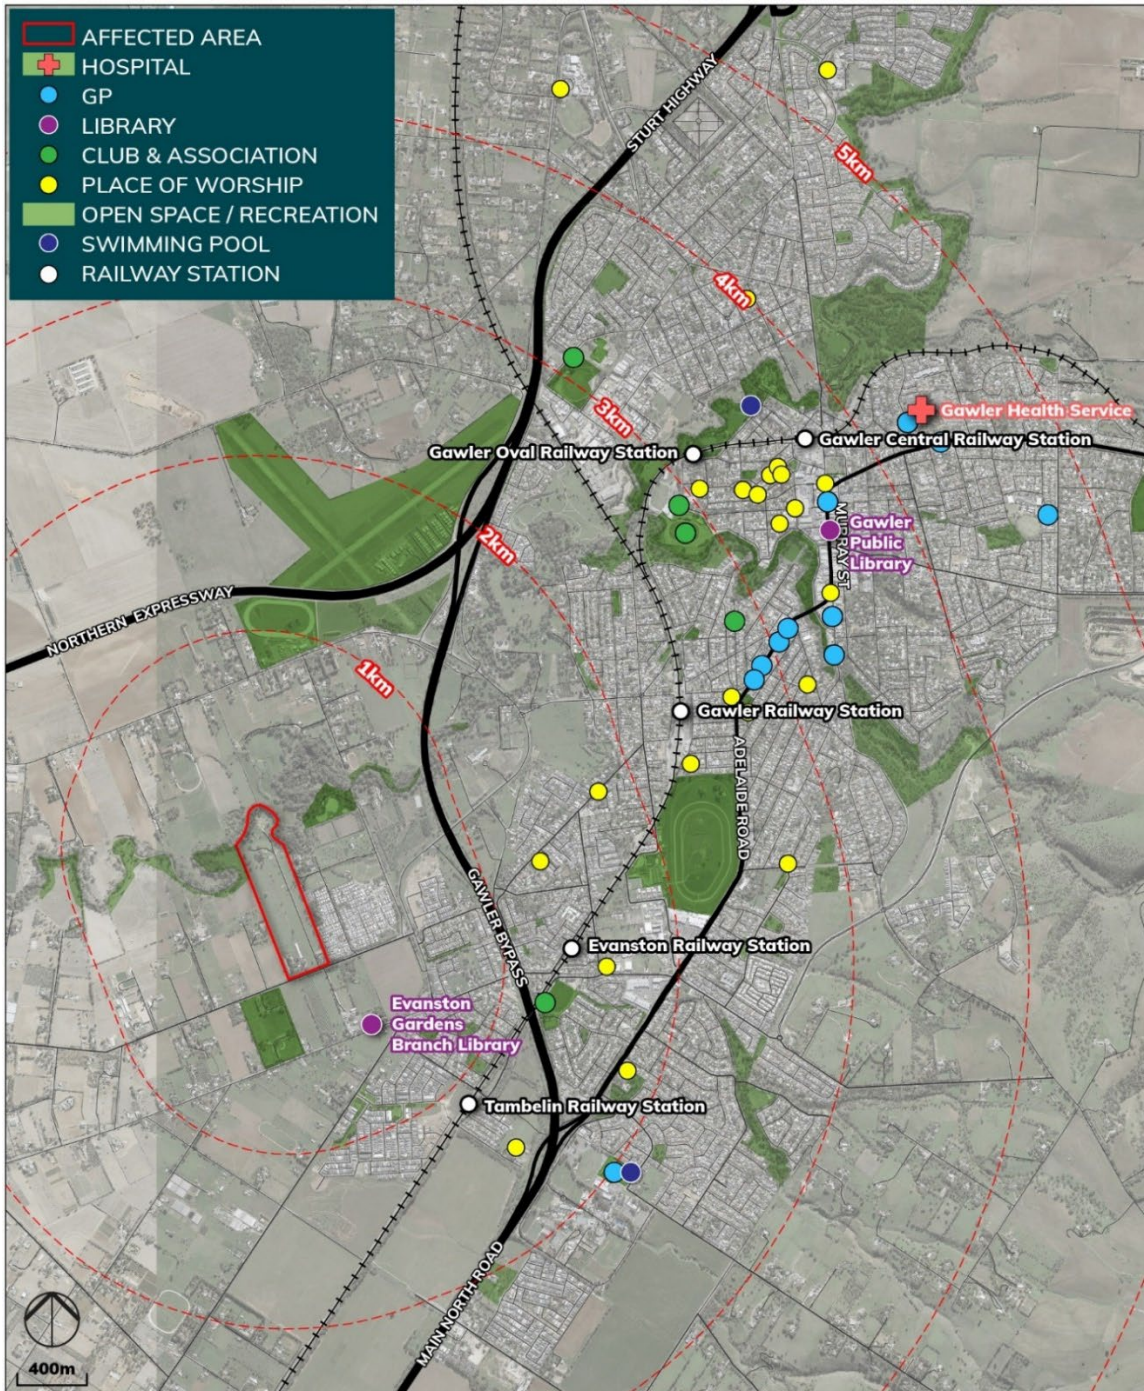 AFFECTED AREA
HOSPITAL
GP
LIBRARY
CLUB & ASSOCIATION
PLACE OF WORSHIP
OPEN SPACE / RECREATION
SWIMMING POOL
RAILWAY STATION
STURT HIGHWAY
5km
4km
3km
Gawler Health Service
Gawler Central Railway Station
Gawler Oval Railway Station
2km
MURRAY ST
Gawler
Public
Library
NORTHERN EXPRESSWAY
1km
Gawler Railway Station
ADELAIDE ROAD
GAWLER BYPASS
Evanston Railway Station
Evanston
Gardens
Branch Library
Tambelin Railway Station
MAIN NORTH ROAD
400m